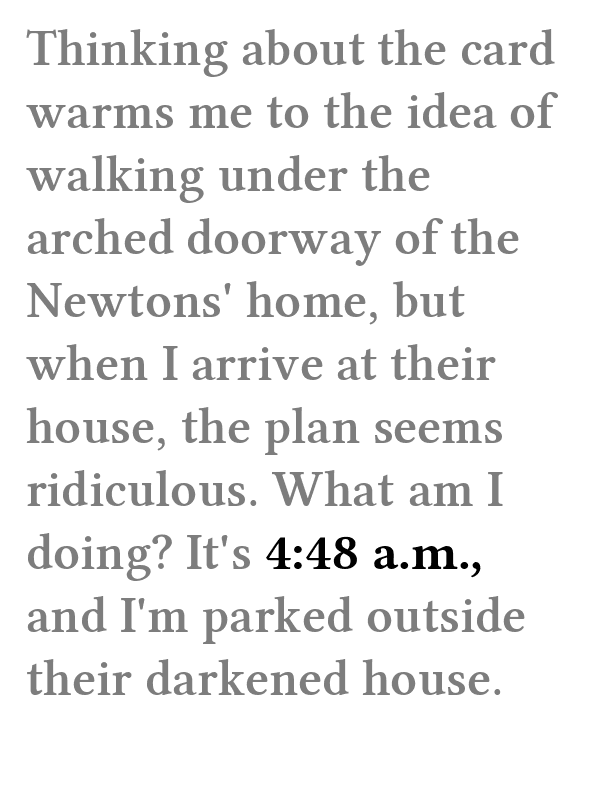 Thinking about the card
warms me to the idea of
walking under the
arched doorway of the
Newtons' home, but
when I arrive at their
house, the plan seems
ridiculous. What am I
doing? It's 4:48 a.m.,
and I'm parked outside
their darkened house.